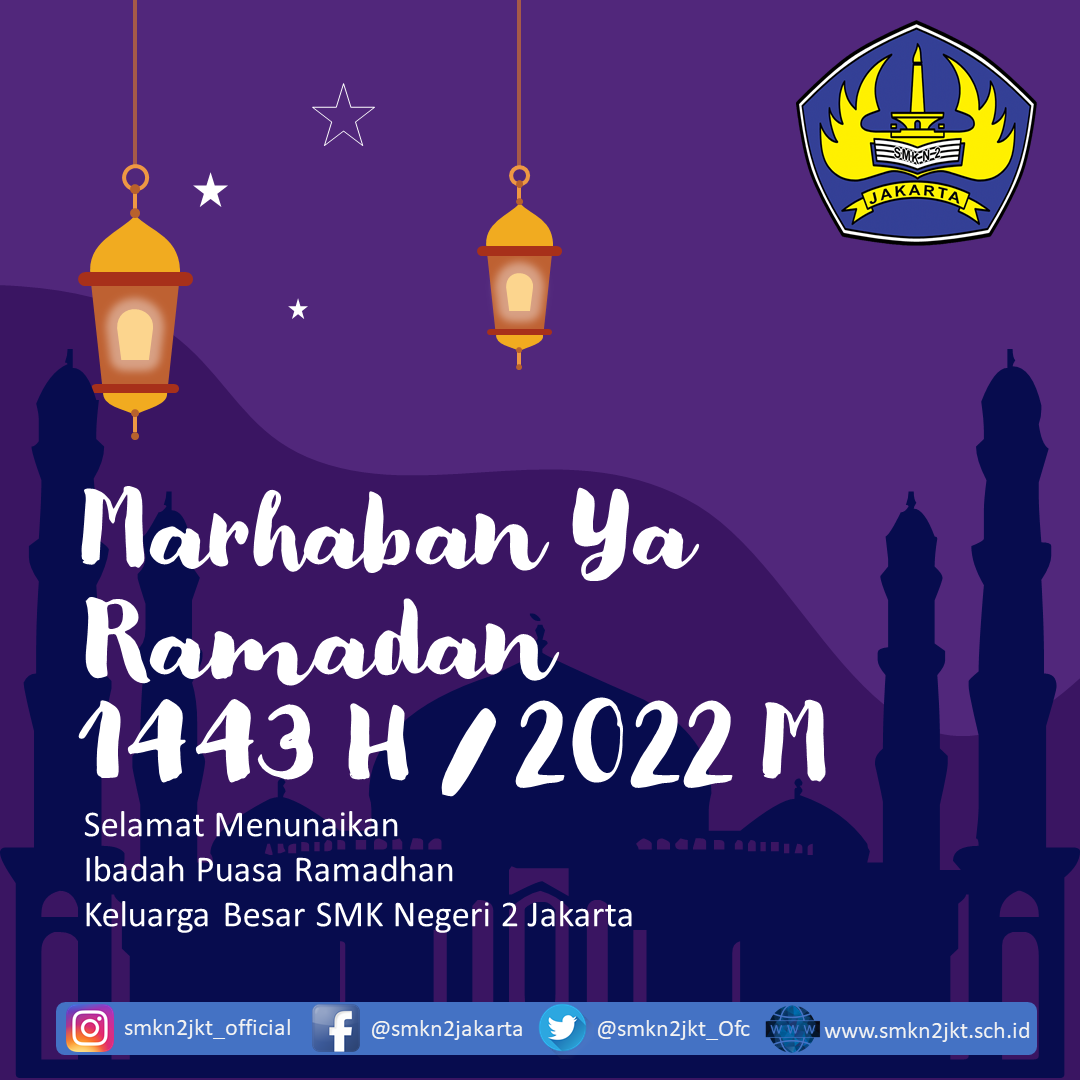 SMK N 2
JAKARTA
Marhaban Ya
Ramadan
1443 H / 2022 M
Selamat Menunaikan
Ibadah Puasa Ramadhan
Keluarga Besar SMK Negeri 2 Jakarta
smkn2jkt_official
@smkn2jakarta
@smkn2jkt_Ofc
WWW
www.smkn2jkt.sch.id